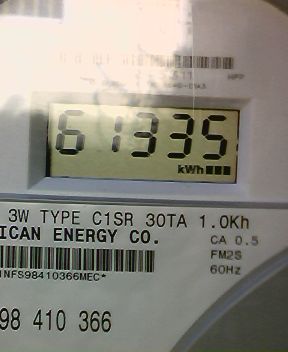 61335
kWh
3W TYPE C1SR 30TA 1.0Kh
ICAN ENERGY CO. CA 0.5
FM2S
60Hz
NFS98410366MEC*
98 410 366